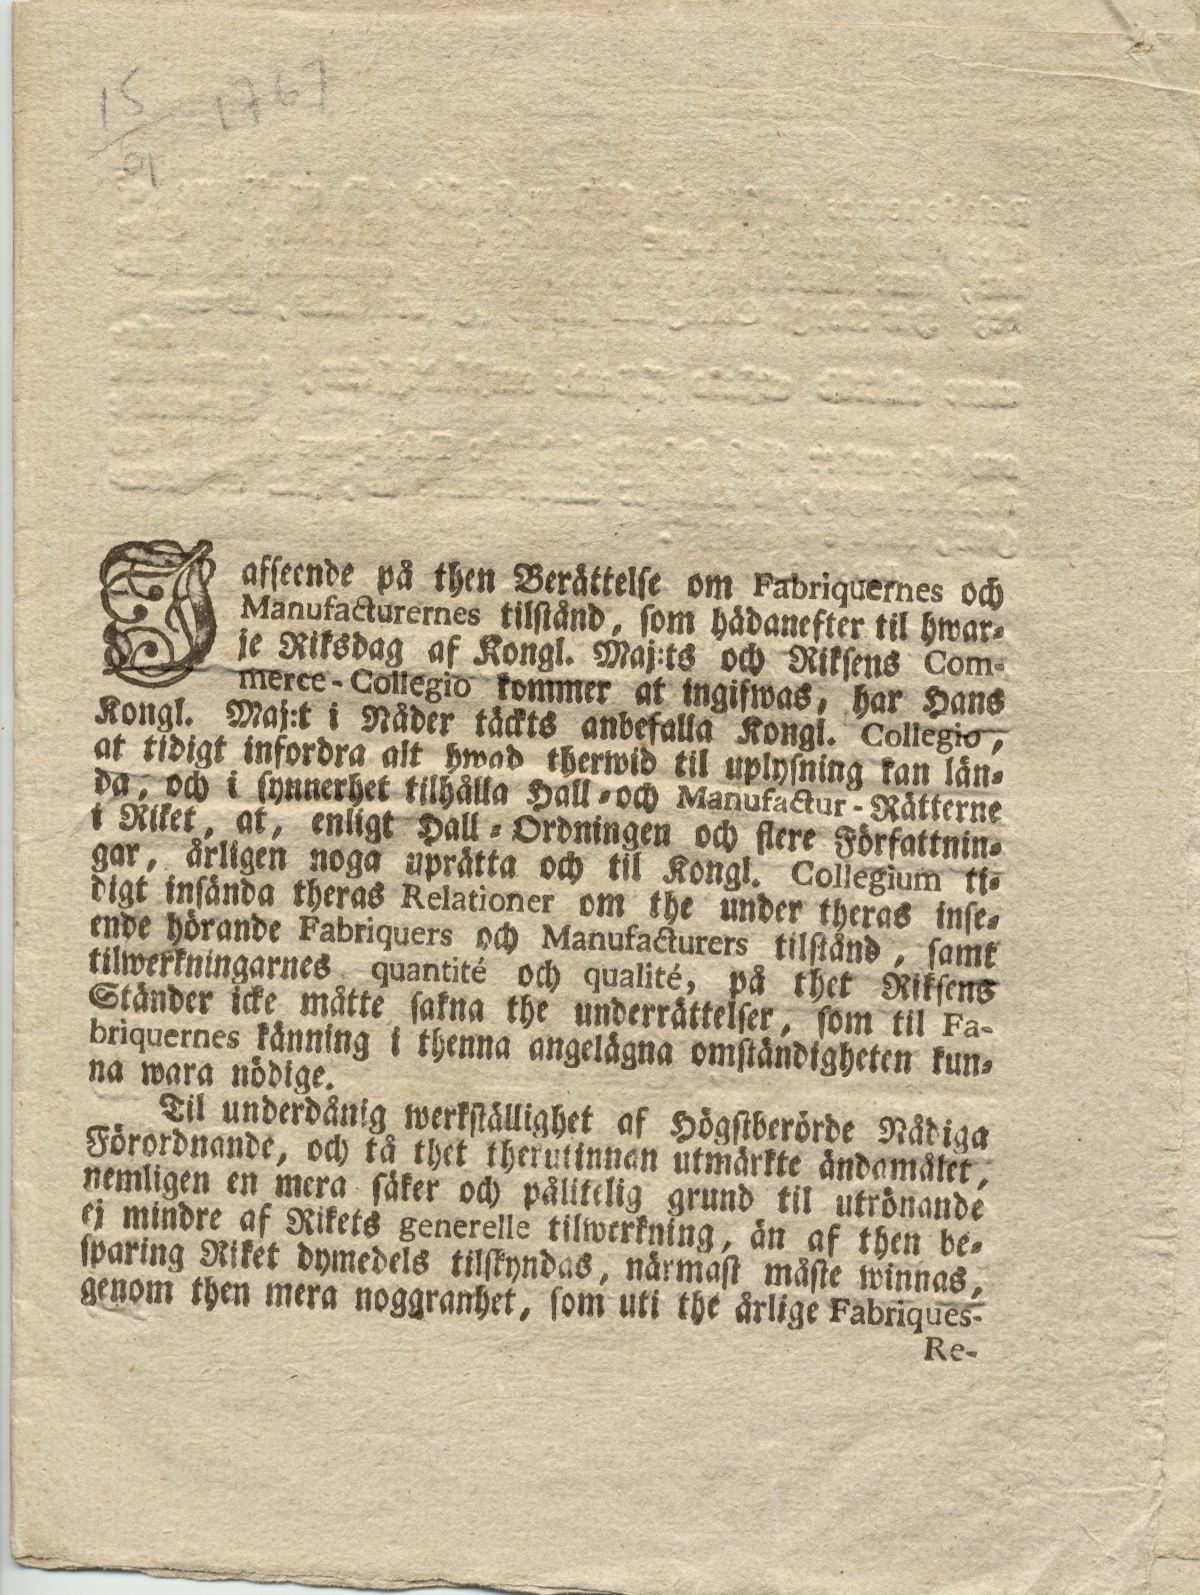 15/9 1767
I afseende på then Berättelse om Fabriquernes och
Manufacturernes tilstånd, som hädanefter til hwar-
je Riksdag af Kongl. Maj:ts och Riksens Com-
merce-Collegio kommer at ingifwas, har Hans
Kongl. Maj:t i Nåder täckts anbefalla Kongl. Collegio,
at tidigt infordra alt hwad therwid til uplysning kan län-
da, och i synnerhet tilhålla Hall- och Manufactur-Rätterne
i Riket, at, enligt Hall-Ordningen och flere Författnin-
gar, årligen noga uprätta och til Kongl. Collegium ti-
digt insända theras Relationer om the under theras inse-
ende hörande Fabriquers och Manufacturers tilstånd, samt
tilwerkningarnes quantité och qualité, på thet Riksens
Ständer icke måtte sakna the underrättelser, som til Fa-
briquernes känning i thenna angelägna omständigheten kun-
na wara nödige.
Til underdånig werkställighet af Högstberörde Nådiga
Förordnande, och tå thet therutinnan utmärkte ändamålet,
nemligen en mera säker och pålitelig grund til utrönande
ej mindre af Rikets generelle tilwerkning, än af then be-
sparing Riket dymedels tilskyndas, närmast måste winnas,
genom then mera noggranhet, som uti the årlige Fabriques-
Re-